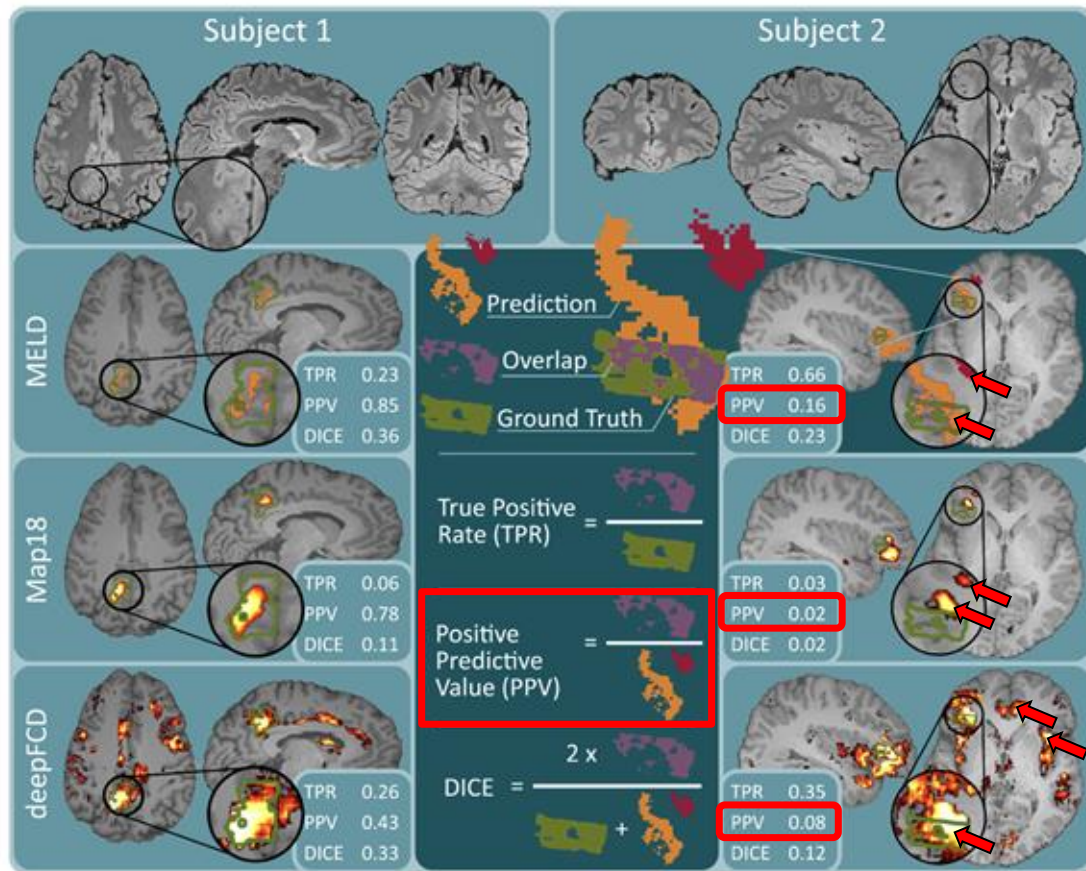 Subject 1
Subject 2
MELD
TPR 0.23
PPV 0.85
DICE 0.36
Prediction
Overlap
Ground Truth
TPR 0.66
PPV 0.16
DICE 0.23
Map18
TPR 0.06
PPV 0.78
DICE 0.11
True Positive
Rate (TPR)
=
TPR 0.03
PPV 0.02
DICE 0.02
deepFCD
TPR 0.26
PPV 0.43
DICE 0.33
Positive
Predictive
Value (PPV)
=
2 x
DICE =
+
TPR 0.35
PPV 0.08
DICE 0.12